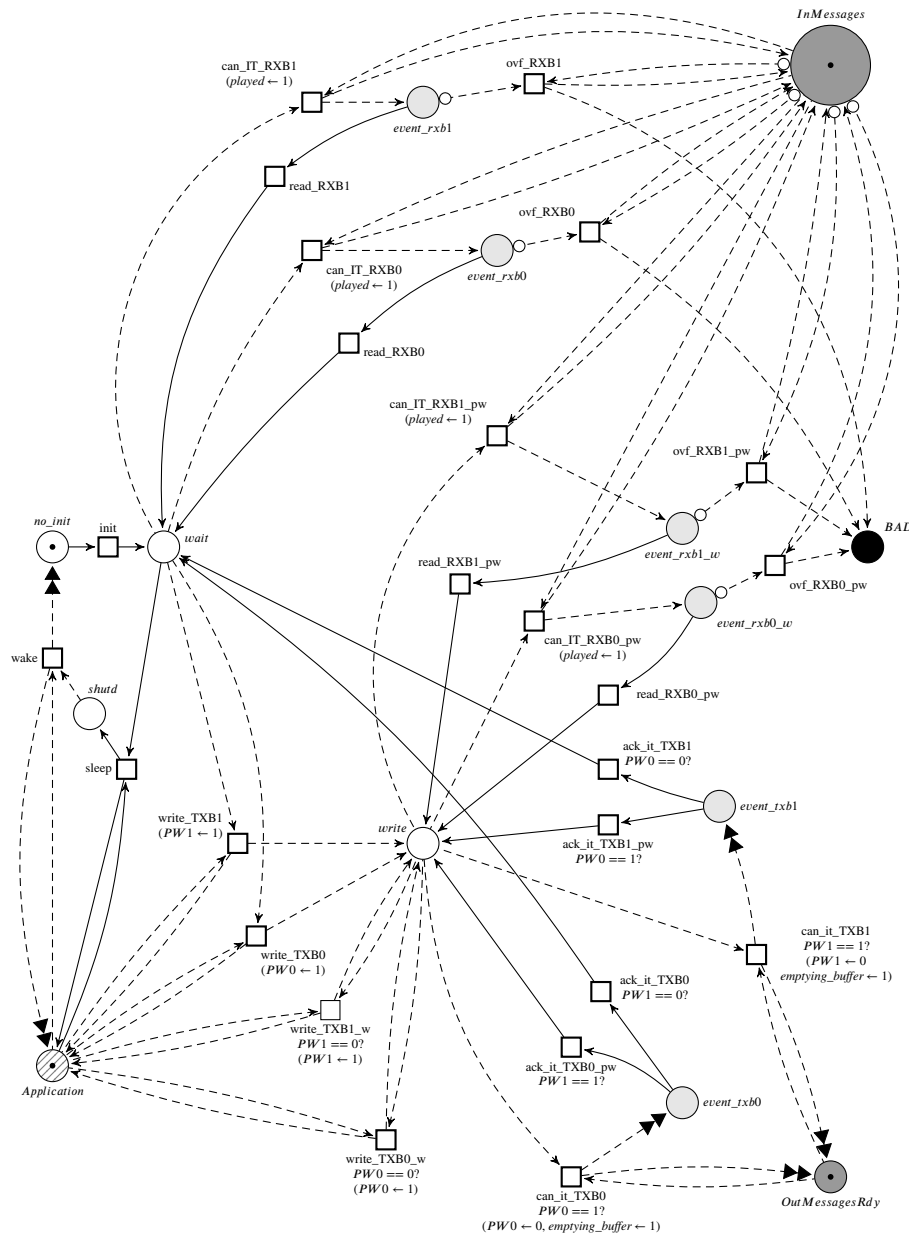 InMessages
can_IT_RXB1
(played ← 1)
ovf_RXB1
event_rxb1
read_RXB1
ovf_RXB0
can_IT_RXB0
(played ← 1)
event_rxb0
read_RXB0
can_IT_RXB1_pw
(played ← 1)
ovf_RXB1_pw
no_init
init
wait
BAD
event_rxb1_w
read_RXB1_pw
ovf_RXB0_pw
event_rxb0_w
can_IT_RXB0_pw
(played ← 1)
wake
shutd
read_RXB0_pw
sleep
ack_it_TXB1
PW0 == 0?
event_txb1
write_TXB1
(PW1 ← 1)
write
ack_it_TXB1_pw
PW0 == 1?
write_TXB0
(PW0 ← 1)
can_it_TXB1
PW1 == 1?
(PW1 ← 0
emptying_buffer ← 1)
ack_it_TXB0
PW1 == 0?
write_TXB1_w
PW1 == 0?
(PW1 ← 1)
ack_it_TXB0_pw
PW1 == 1?
Application
event_txb0
write_TXB0_w
PW0 == 0?
(PW0 ← 1)
can_it_TXB0
PW0 == 1?
(PW0 ← 0, emptying_buffer ← 1)
OutMessagesRdy